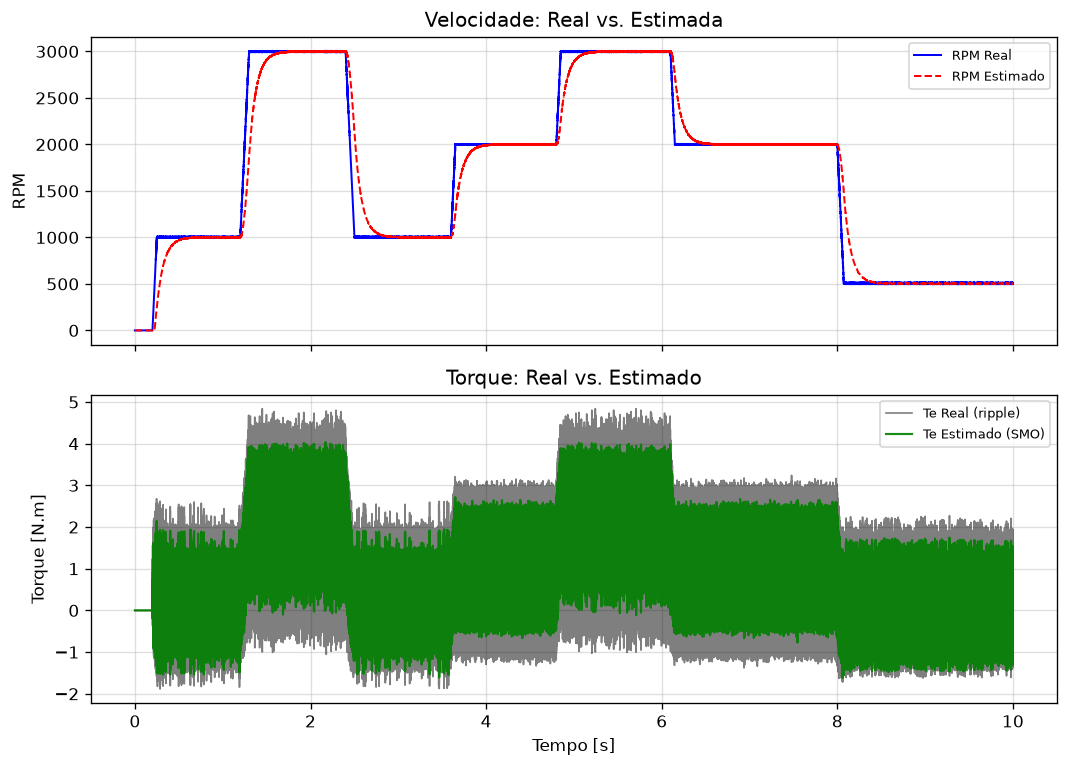 Velocidade: Real vs. Estimada
3000
2500
2000
1500
1000
500
0
RPM
RPM Real
RPM Estimado
Torque: Real vs. Estimado
5
4
3
2
1
0
−1
−2
Torque [N.m]
Te Real (ripple)
Te Estimado (SMO)
0 2 4 6 8 10
Tempo [s]